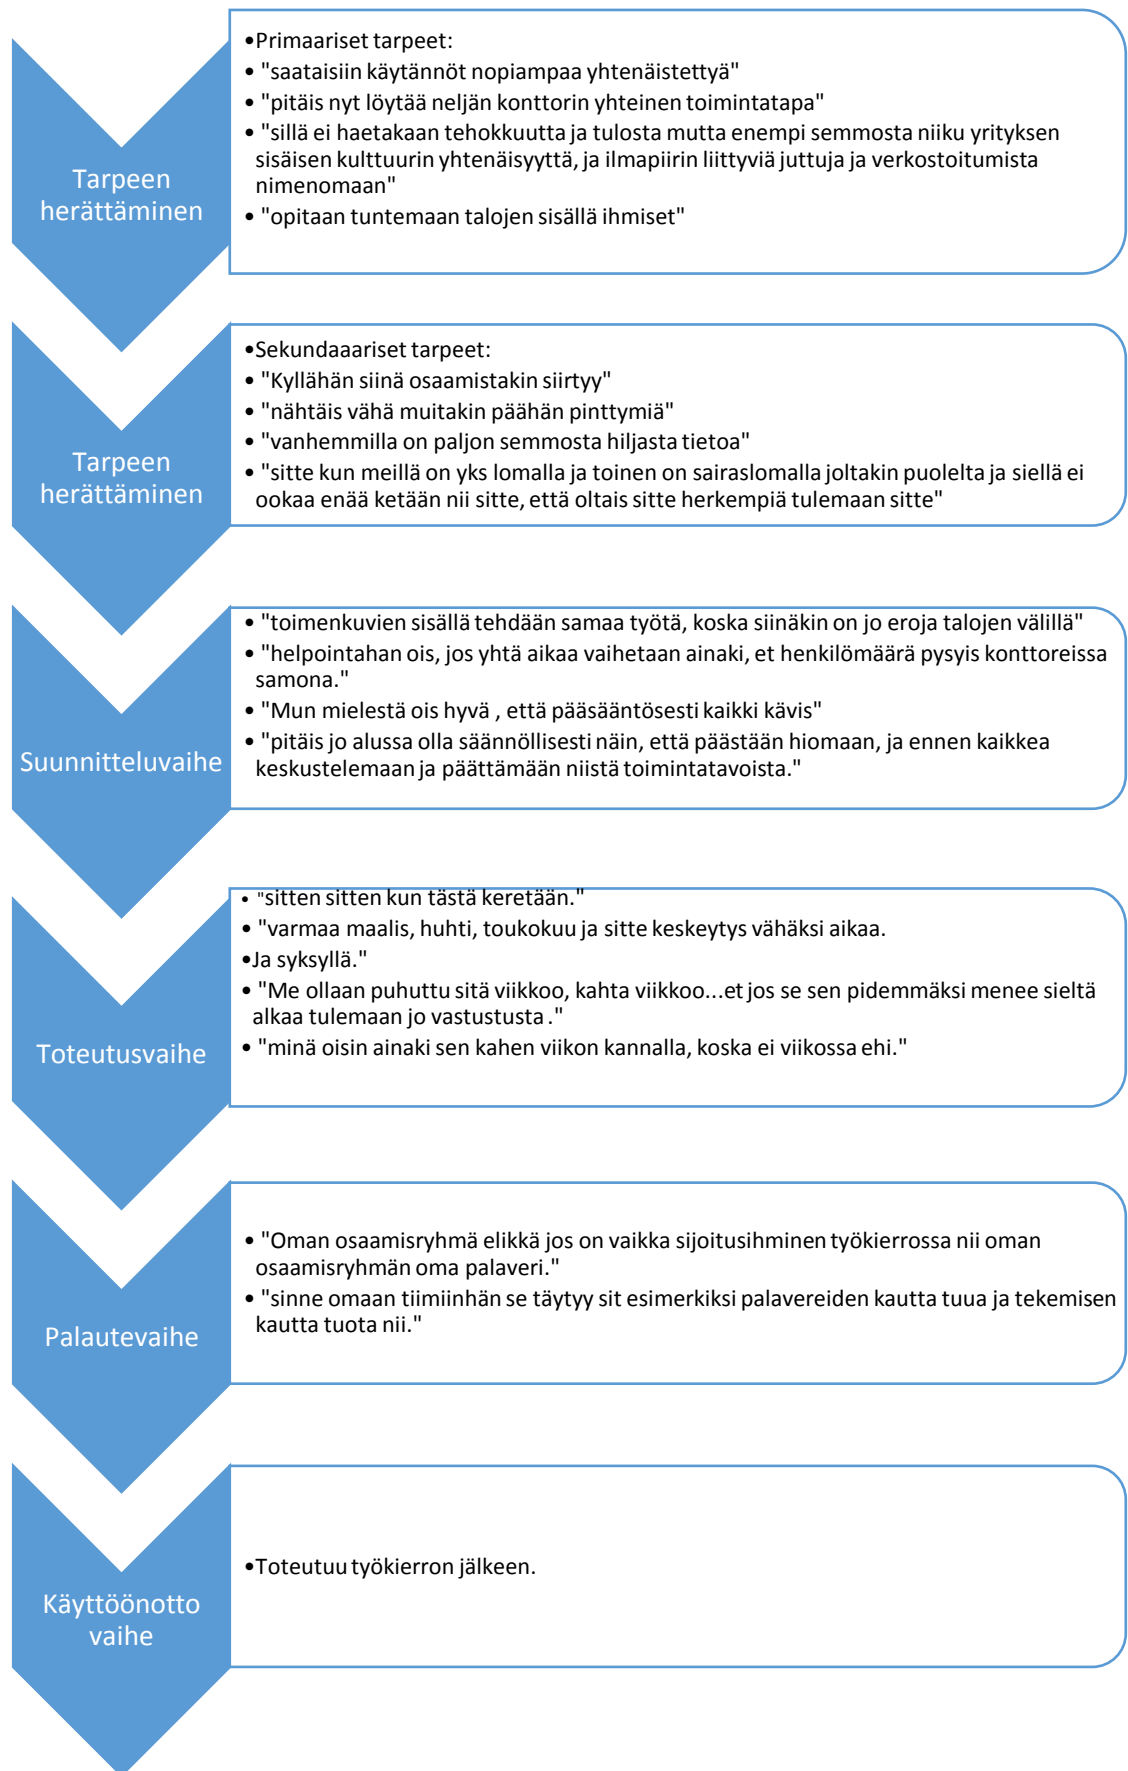 Tarpeen
herättäminen
•Primaariset tarpeet:
• "saataisiin käytännöt nopiampaa yhtenäistettyä"
• "pitäis nyt löytää neljän konttorin yhteinen toimintatapa"
• "sillä ei haetakaan tehokkuutta ja tulosta mutta enempi semmosta niiku yrityksen
sisäisen kulttuurin yhtenäisyyttä, ja ilmapiirin liittyviä juttuja ja verkostoitumista
nimenomaan"
• "opitaan tuntemaan talojen sisällä ihmiset"
Tarpeen
herättäminen
•Sekundaaariset tarpeet:
• "Kyllähän siinä osaamistakin siirtyy"
• "nähtäis vähä muitakin päähän pinttymiä"
• "vanhemmilla on paljon semmosta hiljasta tietoa"
• "sitte kun meillä on yks lomalla ja toinen on sairaslomalla joltakin puolelta ja siellä ei
ookaa enää ketään nii sitte, että oltais sitte herkempiä tulemaan sitte"
Suunnitteluvaihe
• "toimenkuvien sisällä tehdään samaa työtä, koska siinäkin on jo eroja talojen välillä"
• "helpointahan ois, jos yhtä aikaa vaihetaan ainaki, et henkilömäärä pysyis konttoreissa
samona."
• "Mun mielestä ois hyvä , että pääsääntösesti kaikki kävis"
• "pitäis jo alussa olla säännöllisesti näin, että päästään hiomaan, ja ennen kaikkea
keskustelemaan ja päättämään niistä toimintatavoista."
Toteutusvaihe
• "sitten sitten kun tästä keretään."
• "varmaa maalis, huhti, toukokuu ja sitte keskeytys vähäksi aikaa.
•Ja syksyllä."
• "Me ollaan puhuttu sitä viikkoo, kahta viikkoo...et jos se sen pidemmäksi menee sieltä
alkaa tulemaan jo vastustusta ."
• "minä oisin ainaki sen kahen viikon kannalla, koska ei viikossa ehi."
Palautevaihe
• "Oman osaamisryhmä elikkä jos on vaikka sijoitusihminen työkierrossa nii oman
osaamisryhmän oma palaveri."
• "sinne omaan tiimiinhän se täytyy sit esimerkiksi palavereiden kautta tuua ja tekemisen
kautta tuota nii."
Käyttöönotto
vaihe
•Toteutuu työkierron jälkeen.